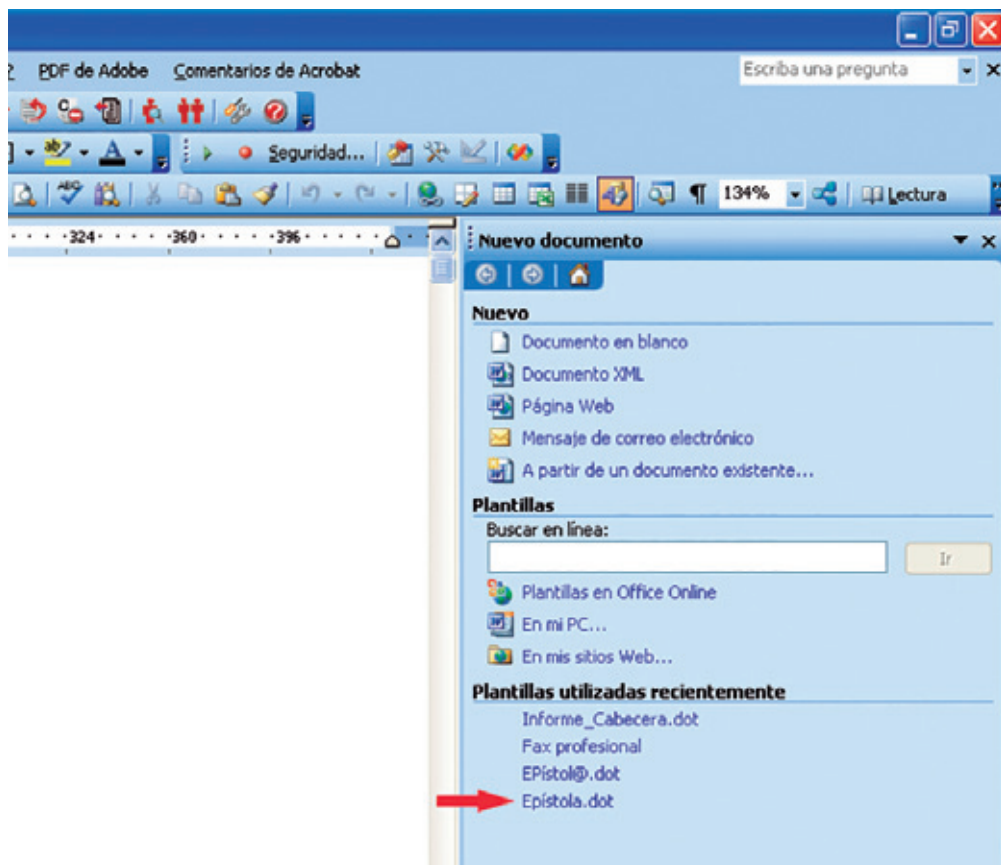 ? PDF de Adobe Comentarios de Acrobat Escriba una pregunta
Seguridad...
134% Lectura
324 360 396
Nuevo documento
Nuevo
Documento en blanco
Documento XML
Página Web
Mensaje de correo electrónico
A partir de un documento existente...
Plantillas
Buscar en línea:
Ir
Plantillas en Office Online
En mi PC...
En mis sitios Web...
Plantillas utilizadas recientemente
Informe_Cabecera.dot
Fax profesional
EPístol@.dot
Epístola.dot